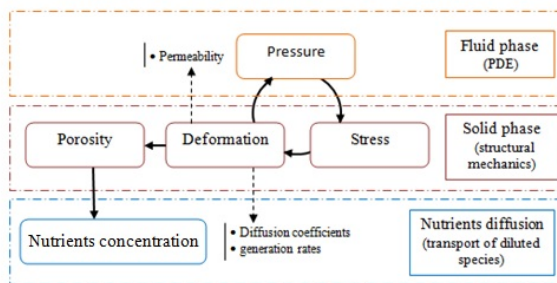 Pressure
• Permeability
Fluid phase
(PDE)
Porosity
Deformation
Stress
Solid phase
(structural
mechanics)
Nutrients concentration
• Diffusion coefficients
• generation rates
Nutrients diffusion
(transport of diluted
species)